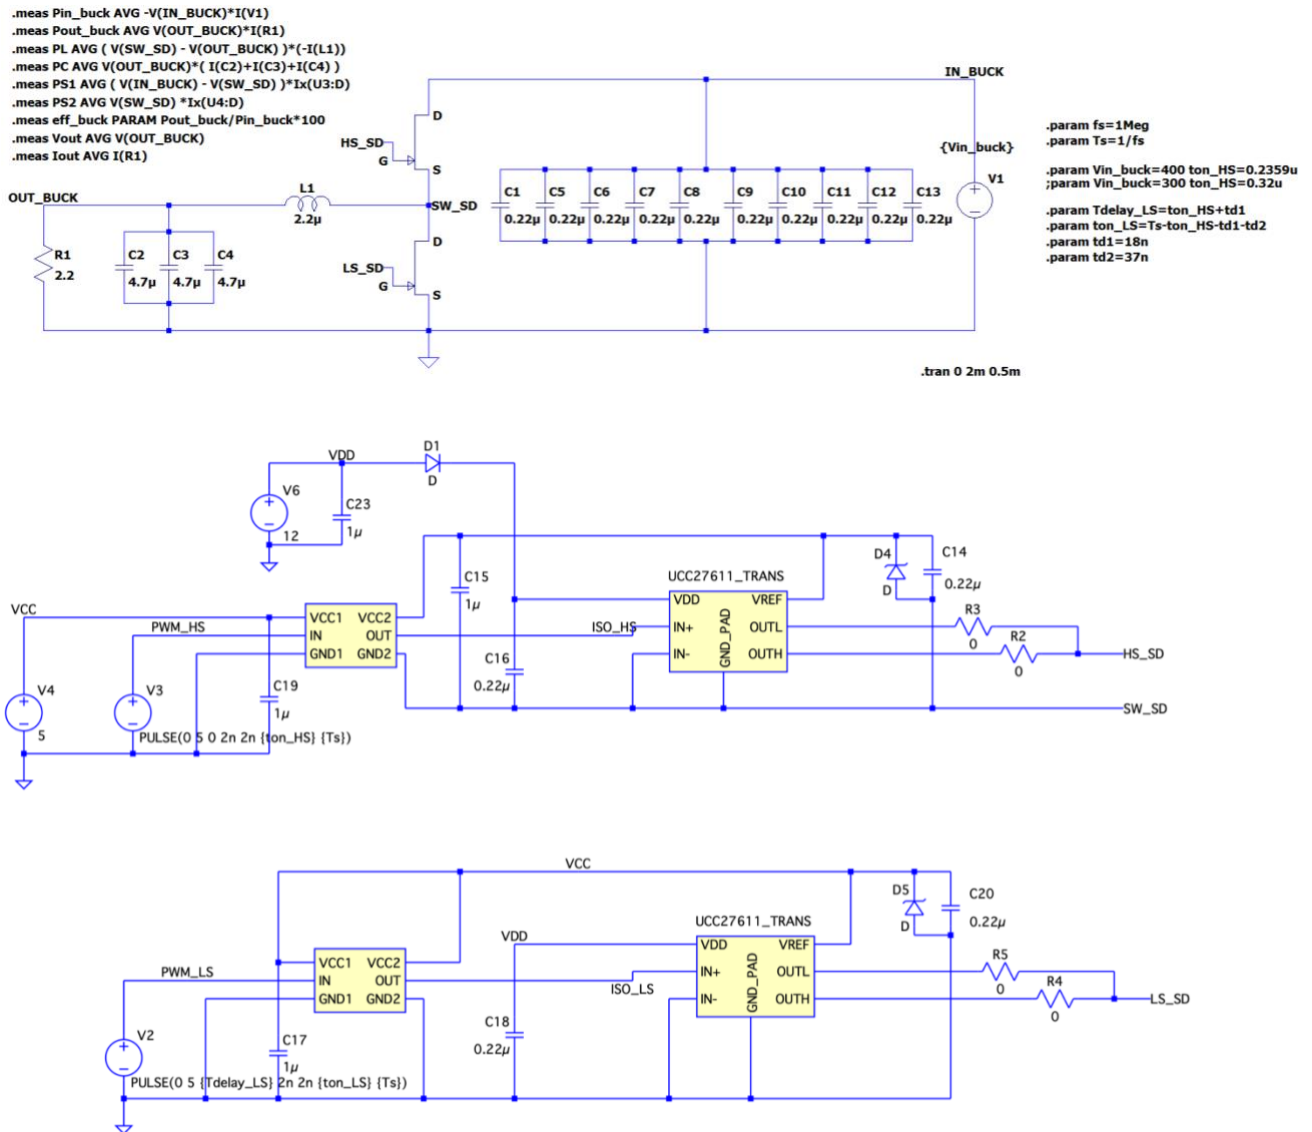 .meas Pin_buck AVG -V(IN_BUCK)*I(V1)
.meas Pout_buck AVG V(OUT_BUCK)*I(R1)
.meas PL AVG ( V(SW_SD) - V(OUT_BUCK) )*(-I(L1))
.meas PC AVG V(OUT_BUCK)*( I(C2)+I(C3)+I(C4) )
.meas PS1 AVG ( V(IN_BUCK) - V(SW_SD) )*Ix(U3:D)
.meas PS2 AVG V(SW_SD) *Ix(U4:D)
.meas eff_buck PARAM Pout_buck/Pin_buck*100
.meas Vout AVG V(OUT_BUCK)
.meas Iout AVG I(R1)
IN_BUCK
D
HS_SD
G
S
{Vin_buck}
V1
.param fs=1Meg
.param Ts=1/fs
.param Vin_buck=400 ton_HS=0.2359u
;param Vin_buck=300 ton_HS=0.32u
.param Tdelay_LS=ton_HS+td1
.param ton_LS=Ts-ton_HS-td1-td2
.param td1=18n
.param td2=37n
OUT_BUCK
L1
2.2µ
SW_SD
C1 C5 C6 C7 C8 C9 C10 C11 C12 C13
0.22µ 0.22µ 0.22µ 0.22µ 0.22µ 0.22µ 0.22µ 0.22µ 0.22µ 0.22µ
R1
2.2
C2 C3 C4
4.7µ 4.7µ 4.7µ
D
LS_SD
G
S
.tran 0 2m 0.5m
VDD
D1
D
V6
12
C23
1µ
C15
1µ
UCC27611_TRANS
D4
D
C14
0.22µ
VCC
VCC1 VCC2
IN OUT
GND1 GND2
PWM_HS
ISO_HS
VDD VREF
IN+ OUTL
IN- OUTH
GND_PAD
R3
0
R2
0
HS_SD
C16
0.22µ
V4
5
V3
C19
1µ
PULSE(0 5 0 2n 2n {ton_HS} {Ts})
SW_SD
VCC
D5
D
C20
0.22µ
UCC27611_TRANS
VDD
VCC1 VCC2
IN OUT
GND1 GND2
PWM_LS
ISO_LS
VDD VREF
IN+ OUTL
IN- OUTH
GND_PAD
R5
0
R4
0
LS_SD
C18
0.22µ
V2
C17
1µ
PULSE(0 5 {Tdelay_LS} 2n 2n {ton_LS} {Ts})